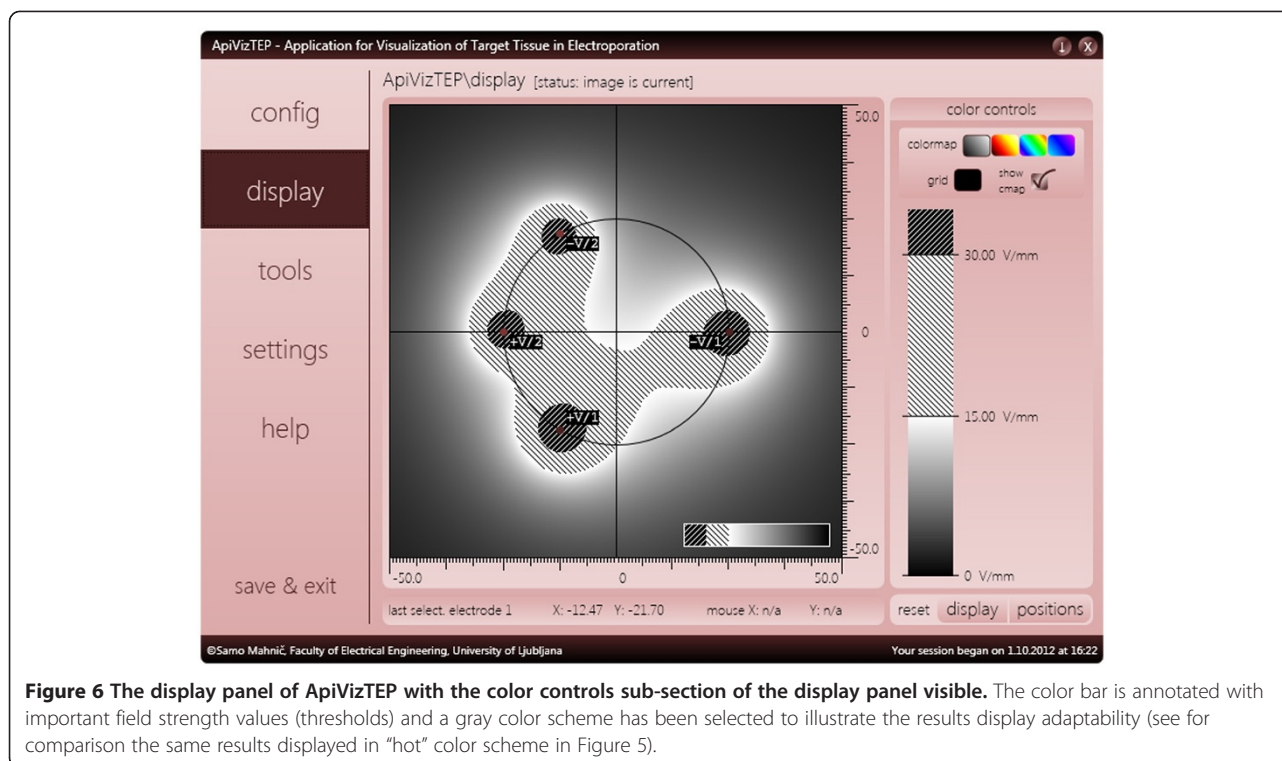 ApiVizTEP - Application for Visualization of Target Tissue in Electroporation
X
config
display
tools
settings
help
save & exit
ApiVizTEP\display [status: image is current]
-V/2
+V/2
-V/1
+V/1
50.0
0
-50.0
-50.0
0
50.0
last select. electrode 1 X: -12.47 Y: -21.70 mouse X: n/a Y: n/a
color controls
colormap
grid
show
cmap
30.00 V/mm
15.00 V/mm
0 V/mm
reset display positions
©Samo Mahnič, Faculty of Electrical Engineering, University of Ljubljana
Your session began on 1.10.2012 at 16:22
Figure 6 The display panel of ApiVizTEP with the color controls sub-section of the display panel visible. The color bar is annotated with
important field strength values (thresholds) and a gray color scheme has been selected to illustrate the results display adaptability (see for
comparison the same results displayed in “hot” color scheme in Figure 5).